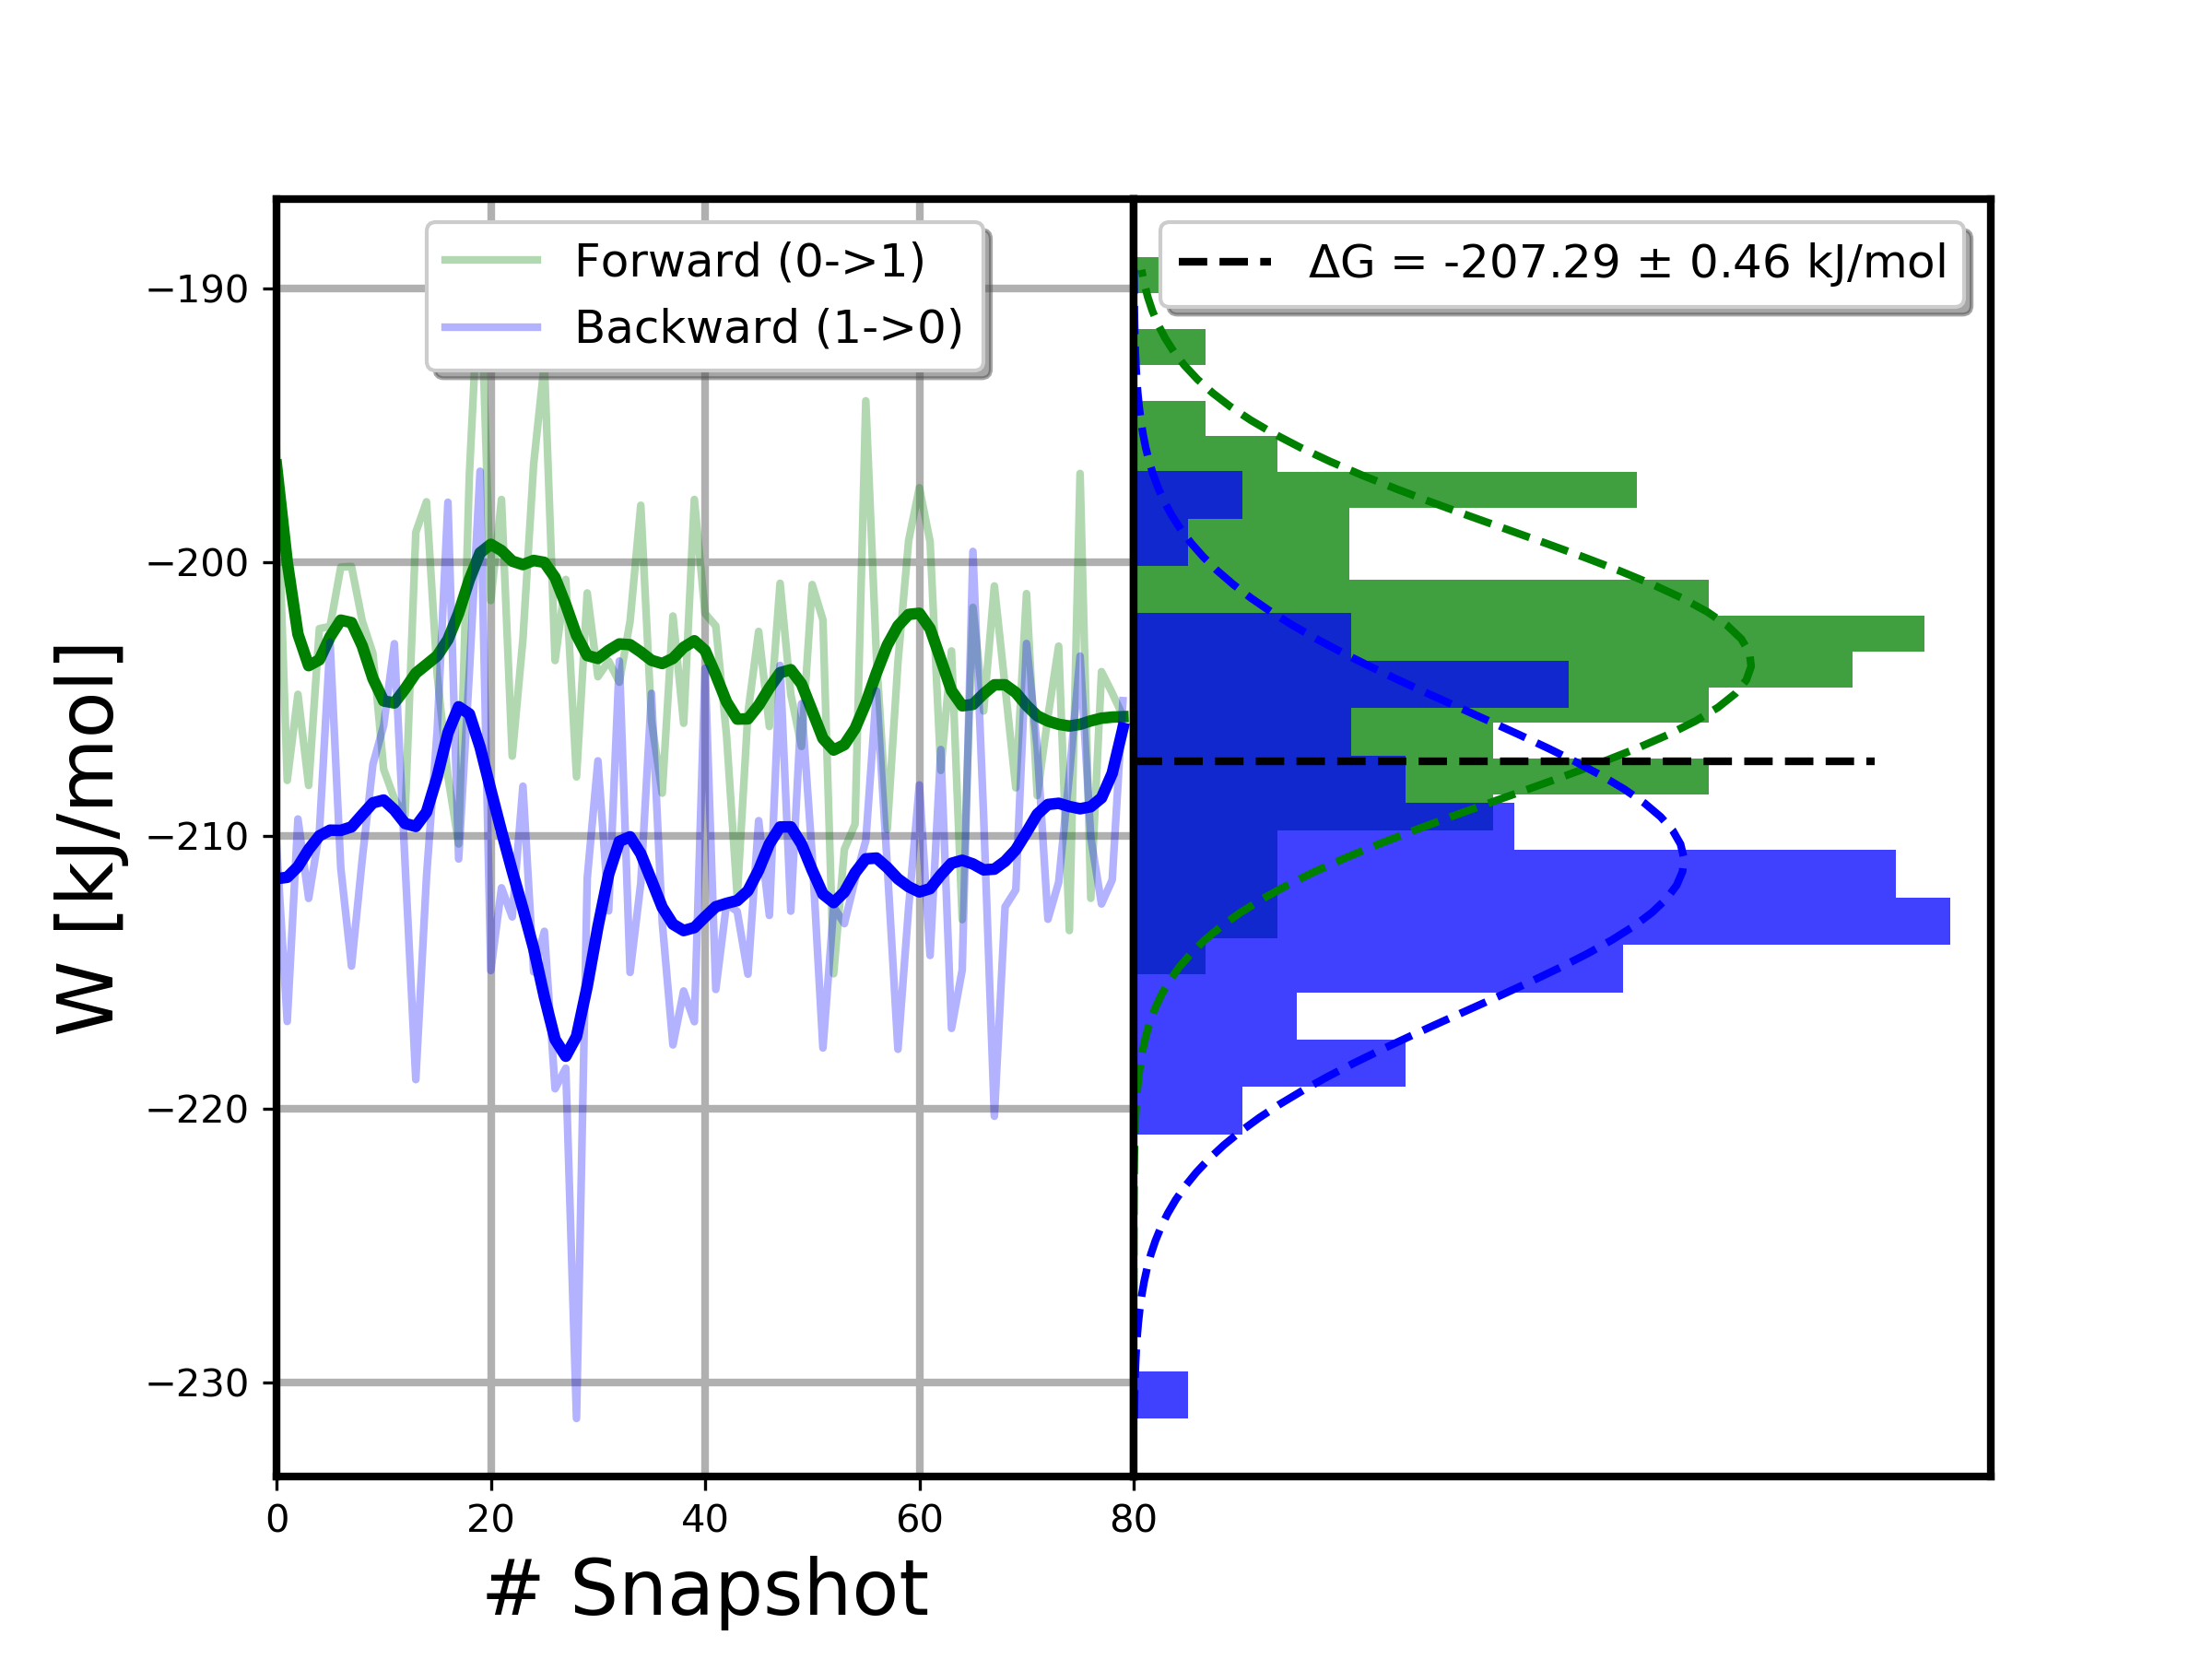 Forward (0->1)
Backward (1->0)
ΔG = -207.29 ± 0.46 kJ/mol
W [kJ/mol]
−190
−200
−210
−220
−230
0 20 40 60 80
# Snapshot